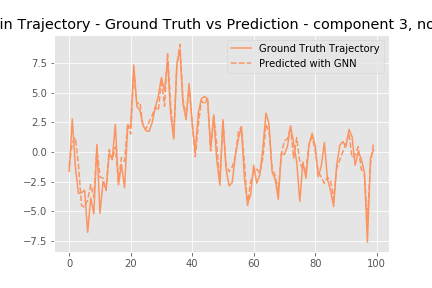 in Trajectory - Ground Truth vs Prediction - component 3, no
Ground Truth Trajectory
Predicted with GNN
7.5
5.0
2.5
0.0
−2.5
−5.0
−7.5
0 20 40 60 80 100